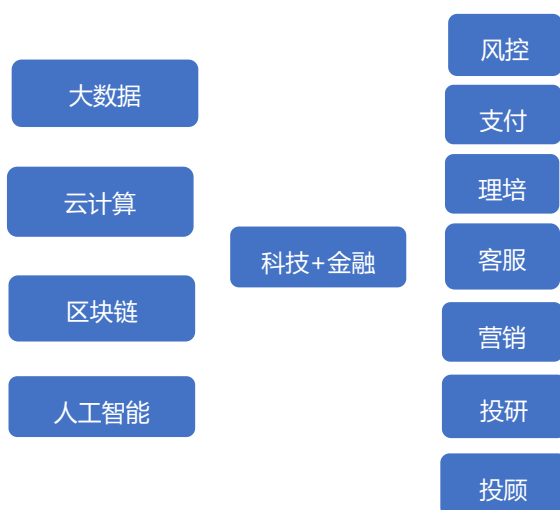 大数据
云计算
区块链
人工智能
科技+金融
风控
支付
理培
客服
营销
投研
投顾